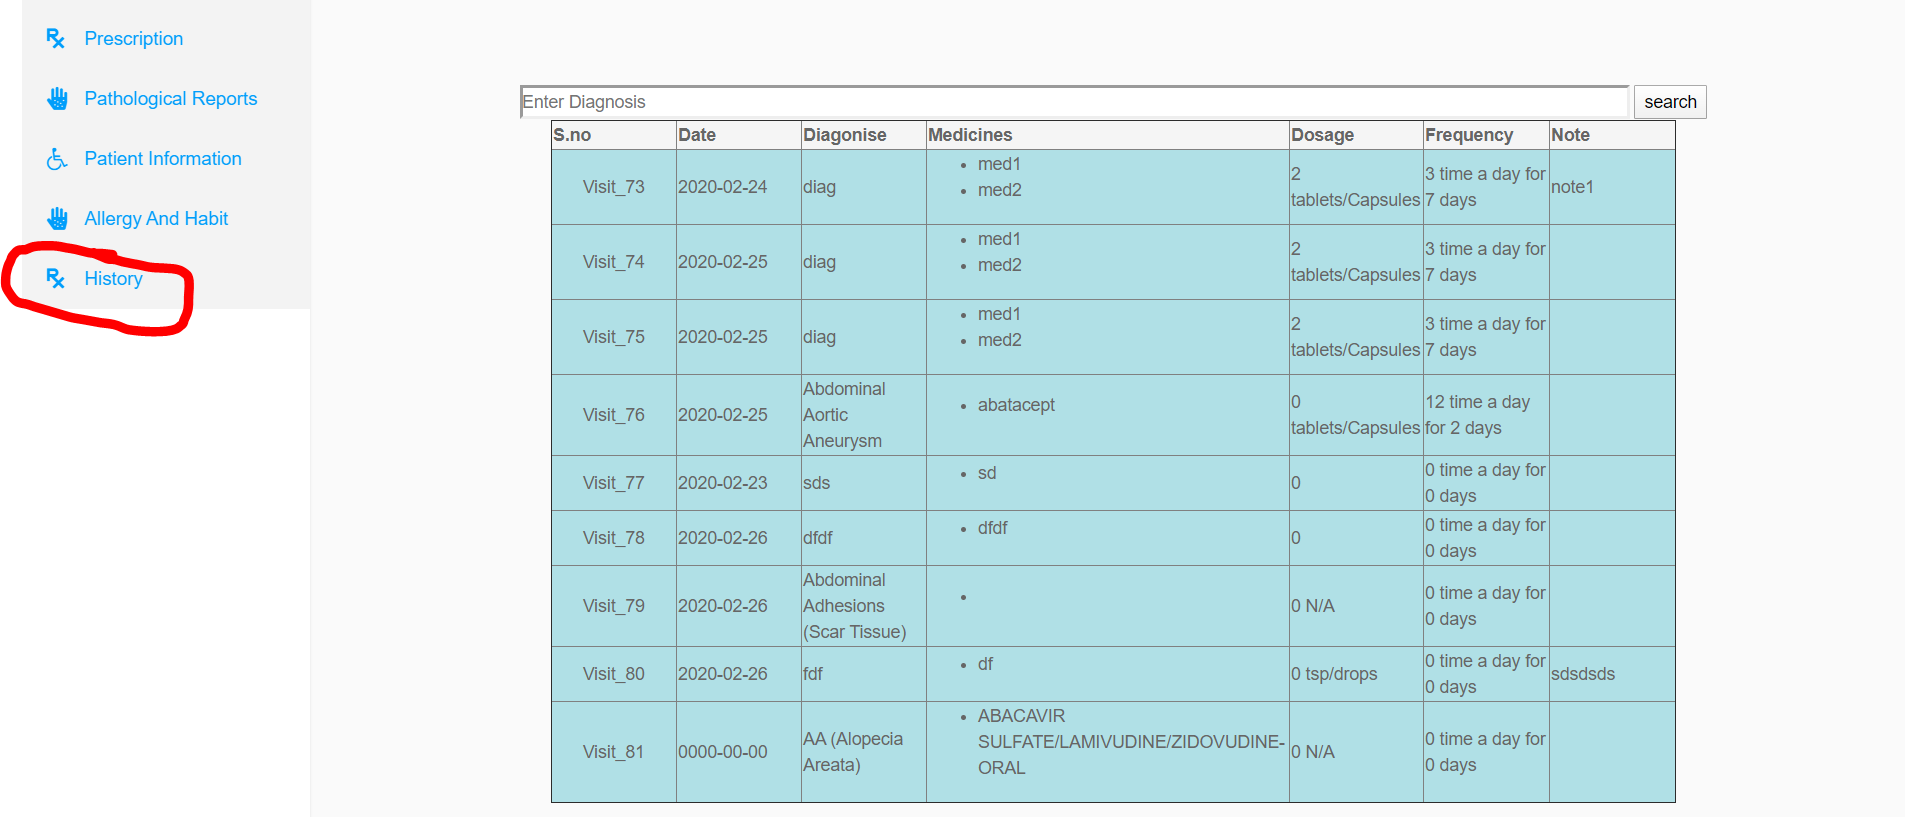 Prescription
Pathological Reports
Patient Information
Allergy And Habit
History
Enter Diagnosis search
S.no Date Diagonise Medicines Dosage Frequency Note
Visit_73 2020-02-24 diag med1 med2 2 tablets/Capsules 3 time a day for 7 days note1
Visit_74 2020-02-25 diag med1 med2 2 tablets/Capsules 3 time a day for 7 days
Visit_75 2020-02-25 diag med1 med2 2 tablets/Capsules 3 time a day for 7 days
Visit_76 2020-02-25 Abdominal Aortic Aneurysm abatacept 0 tablets/Capsules 12 time a day for 2 days
Visit_77 2020-02-23 sds sd 0 0 time a day for 0 days
Visit_78 2020-02-26 dfdf dfdf 0 0 time a day for 0 days
Visit_79 2020-02-26 Abdominal Adhesions (Scar Tissue) 0 N/A 0 time a day for 0 days
Visit_80 2020-02-26 fdf df 0 tsp/drops 0 time a day for 0 days sdsdsds
Visit_81 0000-00-00 AA (Alopecia Areata) ABACAVIR SULFATE/LAMIVUDINE/ZIDOVUDINE-ORAL 0 N/A 0 time a day for 0 days